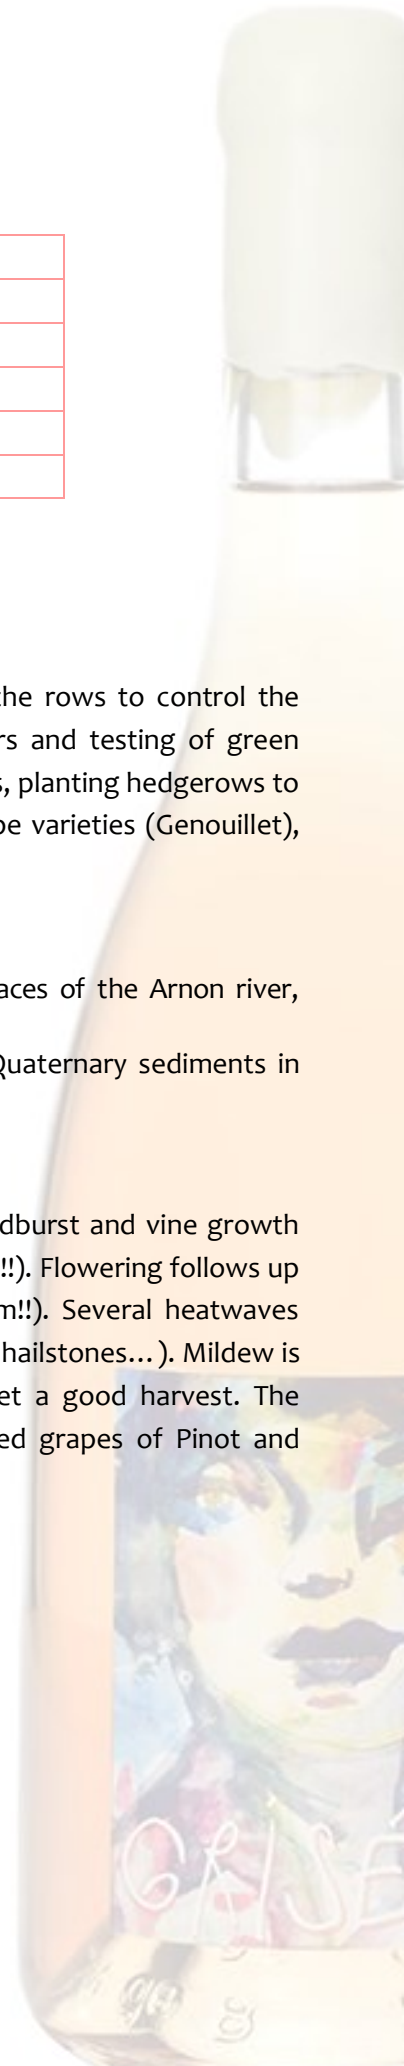 the rows to control the
rs and testing of green
s, planting hedgerows to
pe varieties (Genouillet),
aces of the Arnon river,
Quaternary sediments in
dburst and vine growth
!!). Flowering follows up
m!!). Several heatwaves
hailstones…). Mildew is
et a good harvest. The
ed grapes of Pinot and
GRISÉ